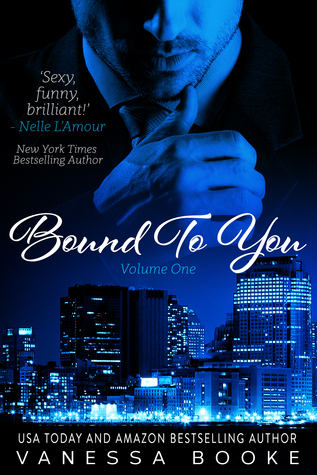 ‘Sexy,
funny,
brilliant!’
- Nelle L’Amour
New York Times
Bestselling Author
Bound To You
Volume One
USA TODAY AND AMAZON BESTSELLING AUTHOR
VANESSA BOOKE